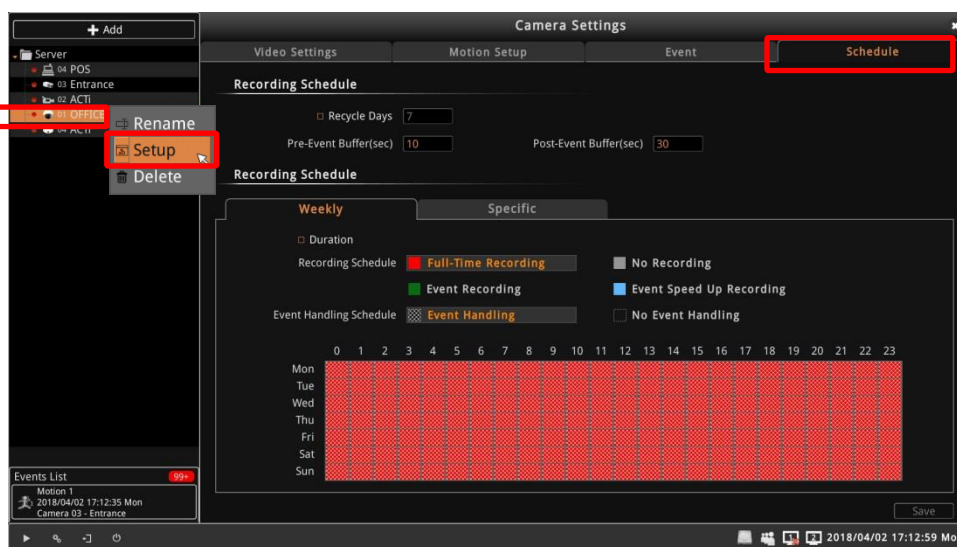 Camera Settings
Add
Server
04 POS
03 Entrance
02 ACTi
01 OFFICE
04 ACTi
Rename
Setup
Delete
Video Settings
Motion Setup
Event
Schedule
Recording Schedule
Recycle Days 7
Pre-Event Buffer(sec) 10 Post-Event Buffer(sec) 30
Recording Schedule
Weekly
Specific
Duration
Recording Schedule Full-Time Recording No Recording
Event Recording Event Speed Up Recording
Event Handling Schedule Event Handling No Event Handling
0 1 2 3 4 5 6 7 8 9 10 11 12 13 14 15 16 17 18 19 20 21 22 23
Mon
Tue
Wed
Thu
Fri
Sat
Sun
Events List 99+
Motion 1
2018/04/02 17:12:35 Mon
Camera 03 - Entrance
Save
1 2 2018/04/02 17:12:59 Mo